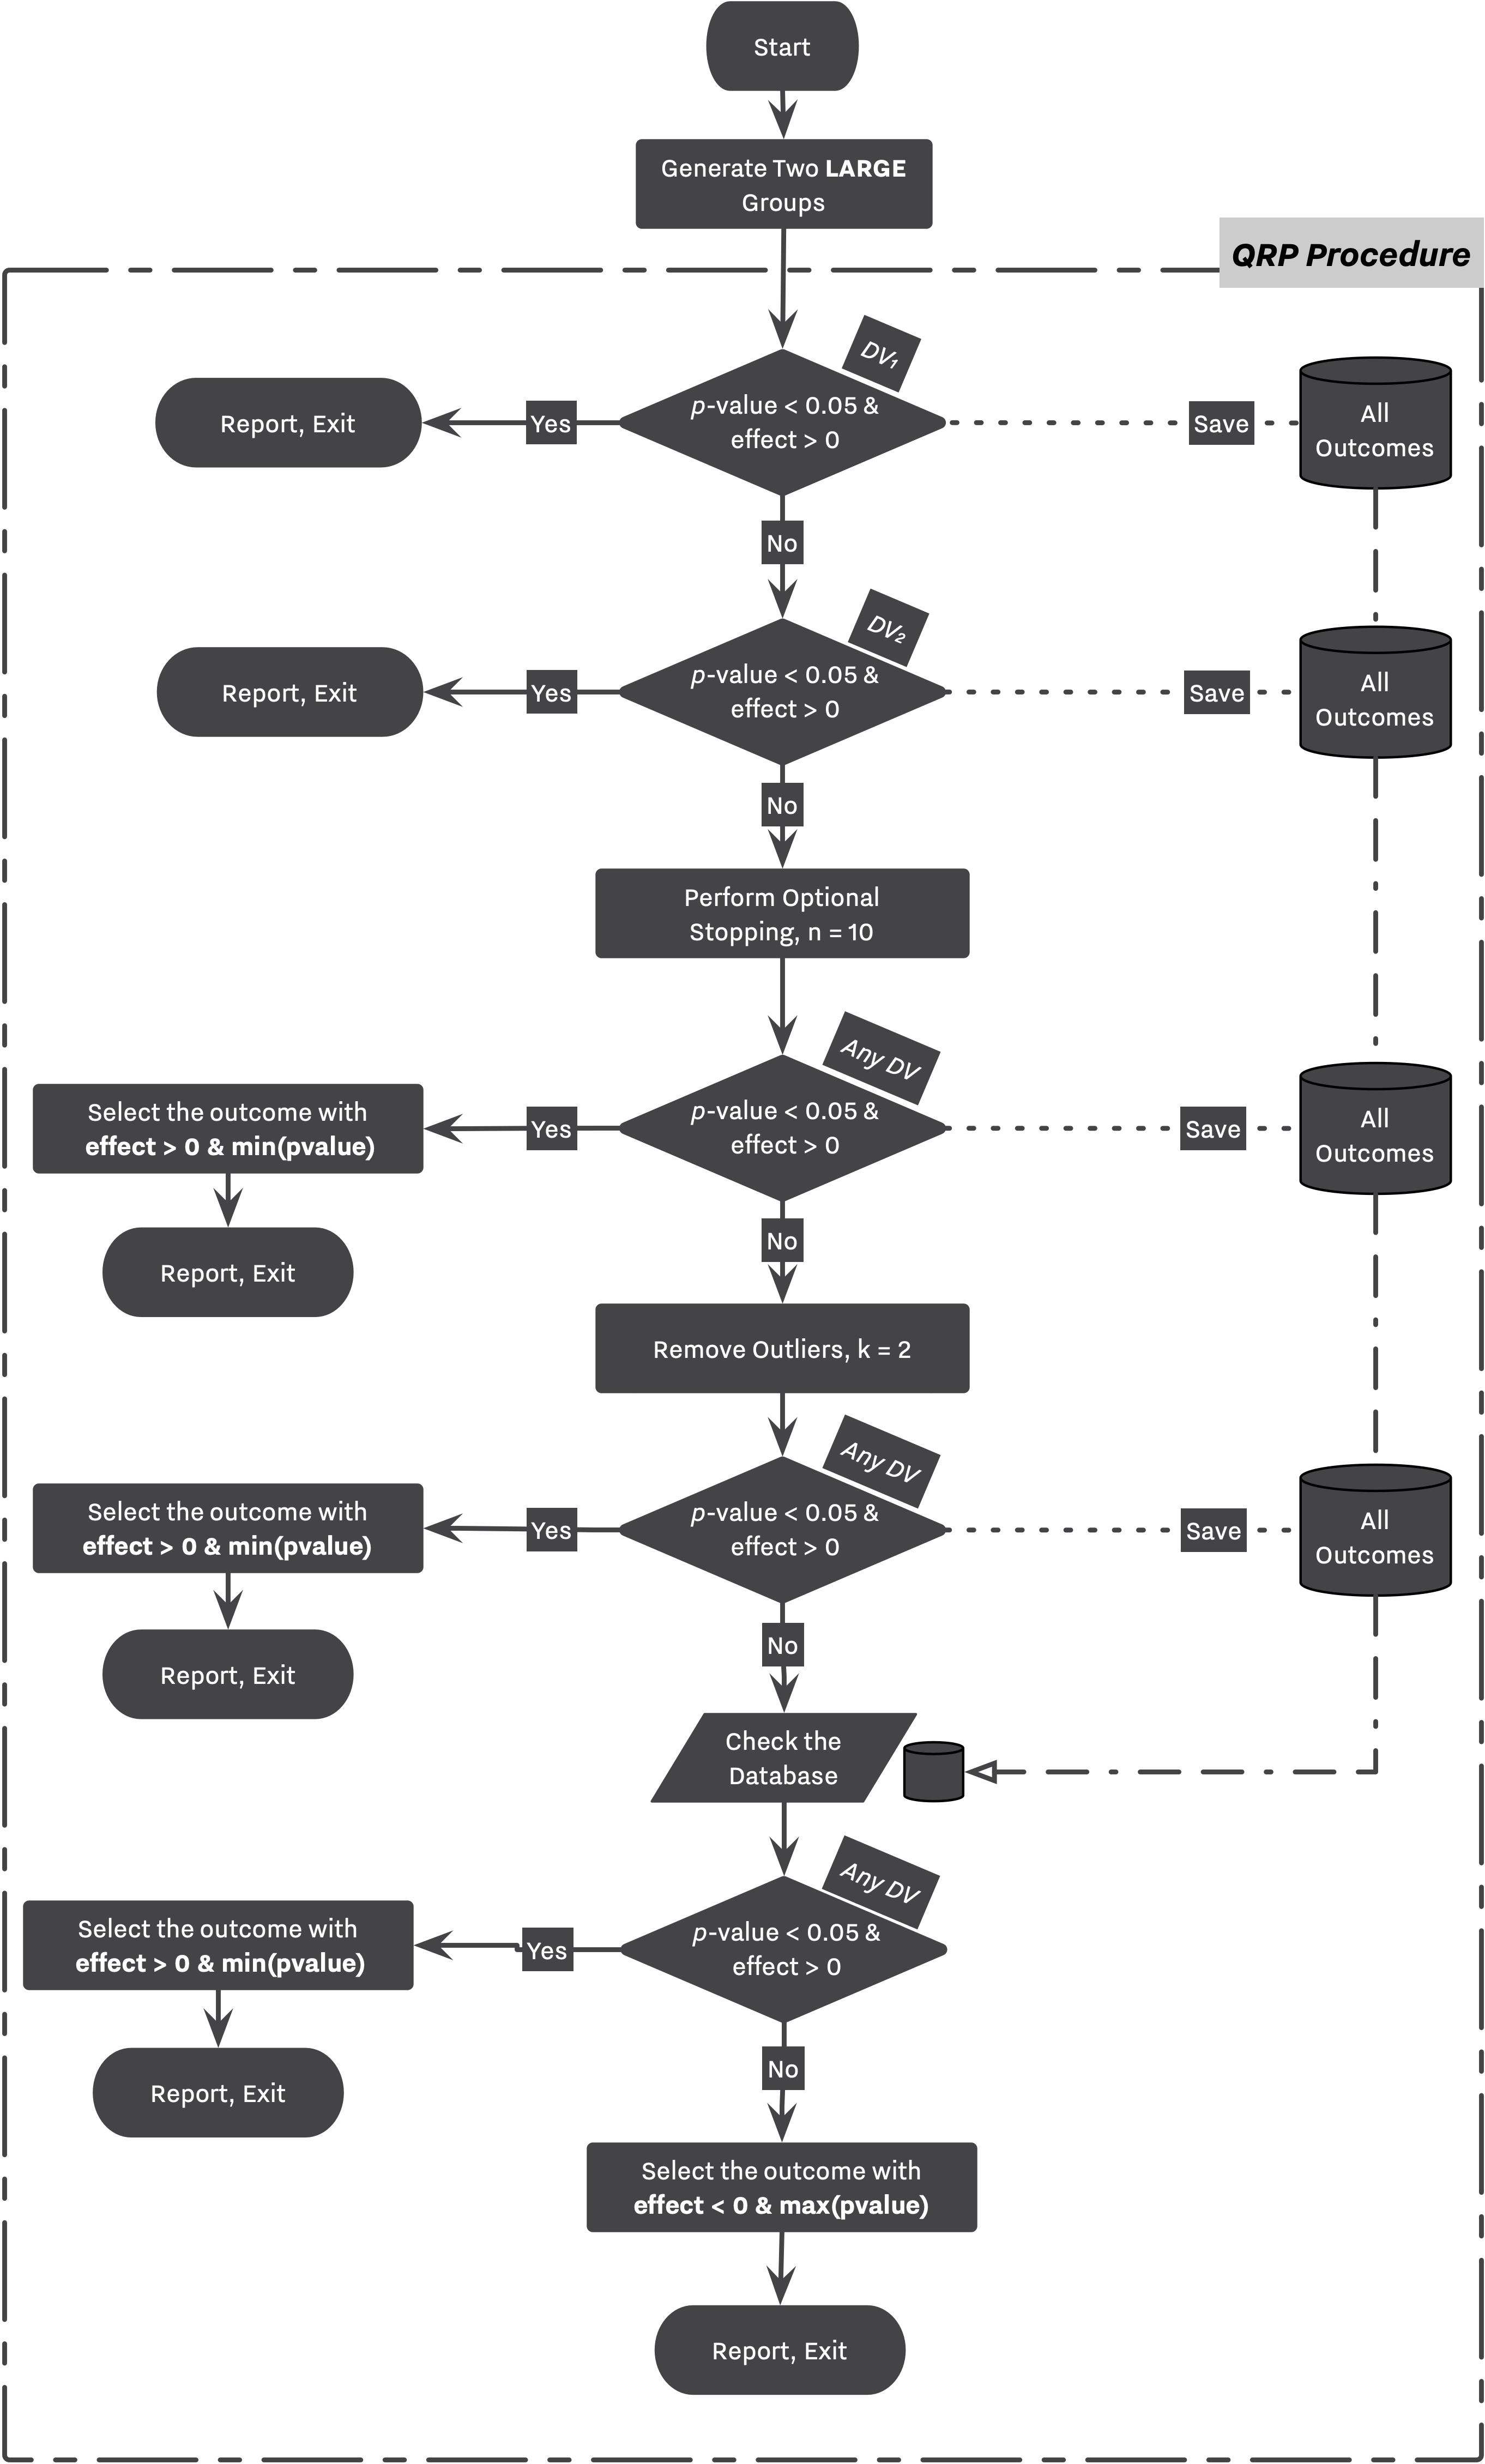 Start
Generate Two LARGE
Groups
QRP Procedure
DV₁
p-value < 0.05 &
effect > 0
Yes
Report, Exit
Save
All
Outcomes
No
DV₂
p-value < 0.05 &
effect > 0
Yes
Report, Exit
Save
All
Outcomes
No
Perform Optional
Stopping, n = 10
Any DV
p-value < 0.05 &
effect > 0
Yes
Select the outcome with
effect > 0 & min(pvalue)
Report, Exit
Save
All
Outcomes
No
Remove Outliers, k = 2
Any DV
p-value < 0.05 &
effect > 0
Yes
Select the outcome with
effect > 0 & min(pvalue)
Report, Exit
Save
All
Outcomes
No
Check the
Database
Any DV
p-value < 0.05 &
effect > 0
Yes
Select the outcome with
effect > 0 & min(pvalue)
Report, Exit
No
Select the outcome with
effect < 0 & max(pvalue)
Report, Exit